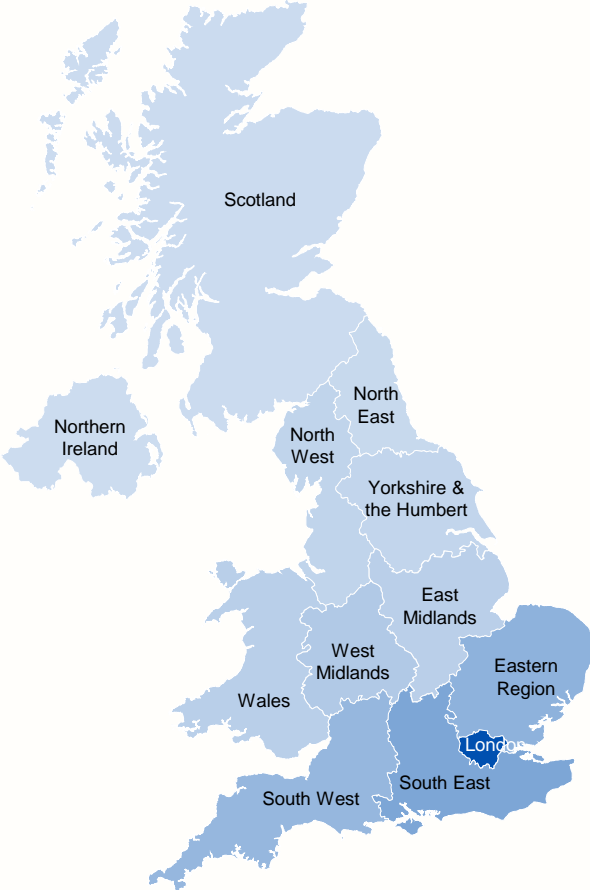 Scotland
North
East
Northern
Ireland
North
West
Yorkshire &
the Humbert
East
Midlands
West
Midlands
Eastern
Region
Wales
London
South East
South West